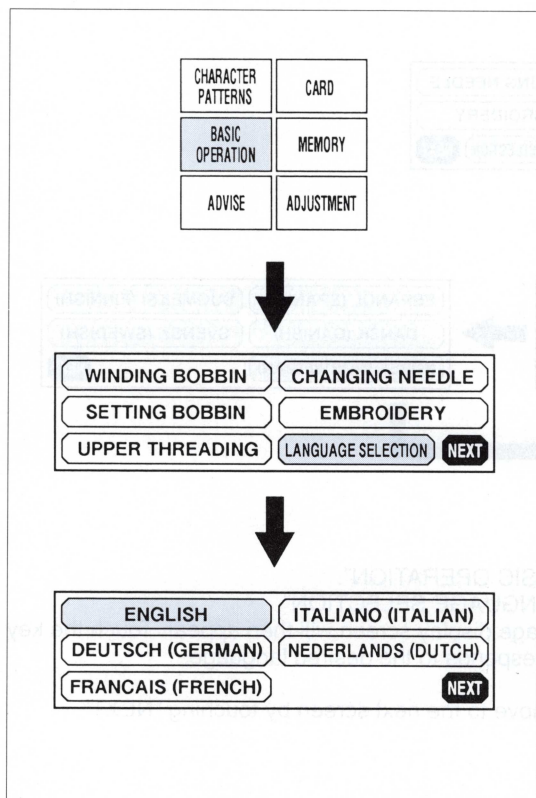 CHARACTER
PATTERNS
CARD
BASIC
OPERATION
MEMORY
ADVISE
ADJUSTMENT
WINDING BOBBIN
CHANGING NEEDLE
SETTING BOBBIN
EMBROIDERY
UPPER THREADING
LANGUAGE SELECTION
NEXT
ENGLISH
ITALIANO (ITALIAN)
DEUTSCH (GERMAN)
NEDERLANDS (DUTCH)
FRANCAIS (FRENCH)
NEXT